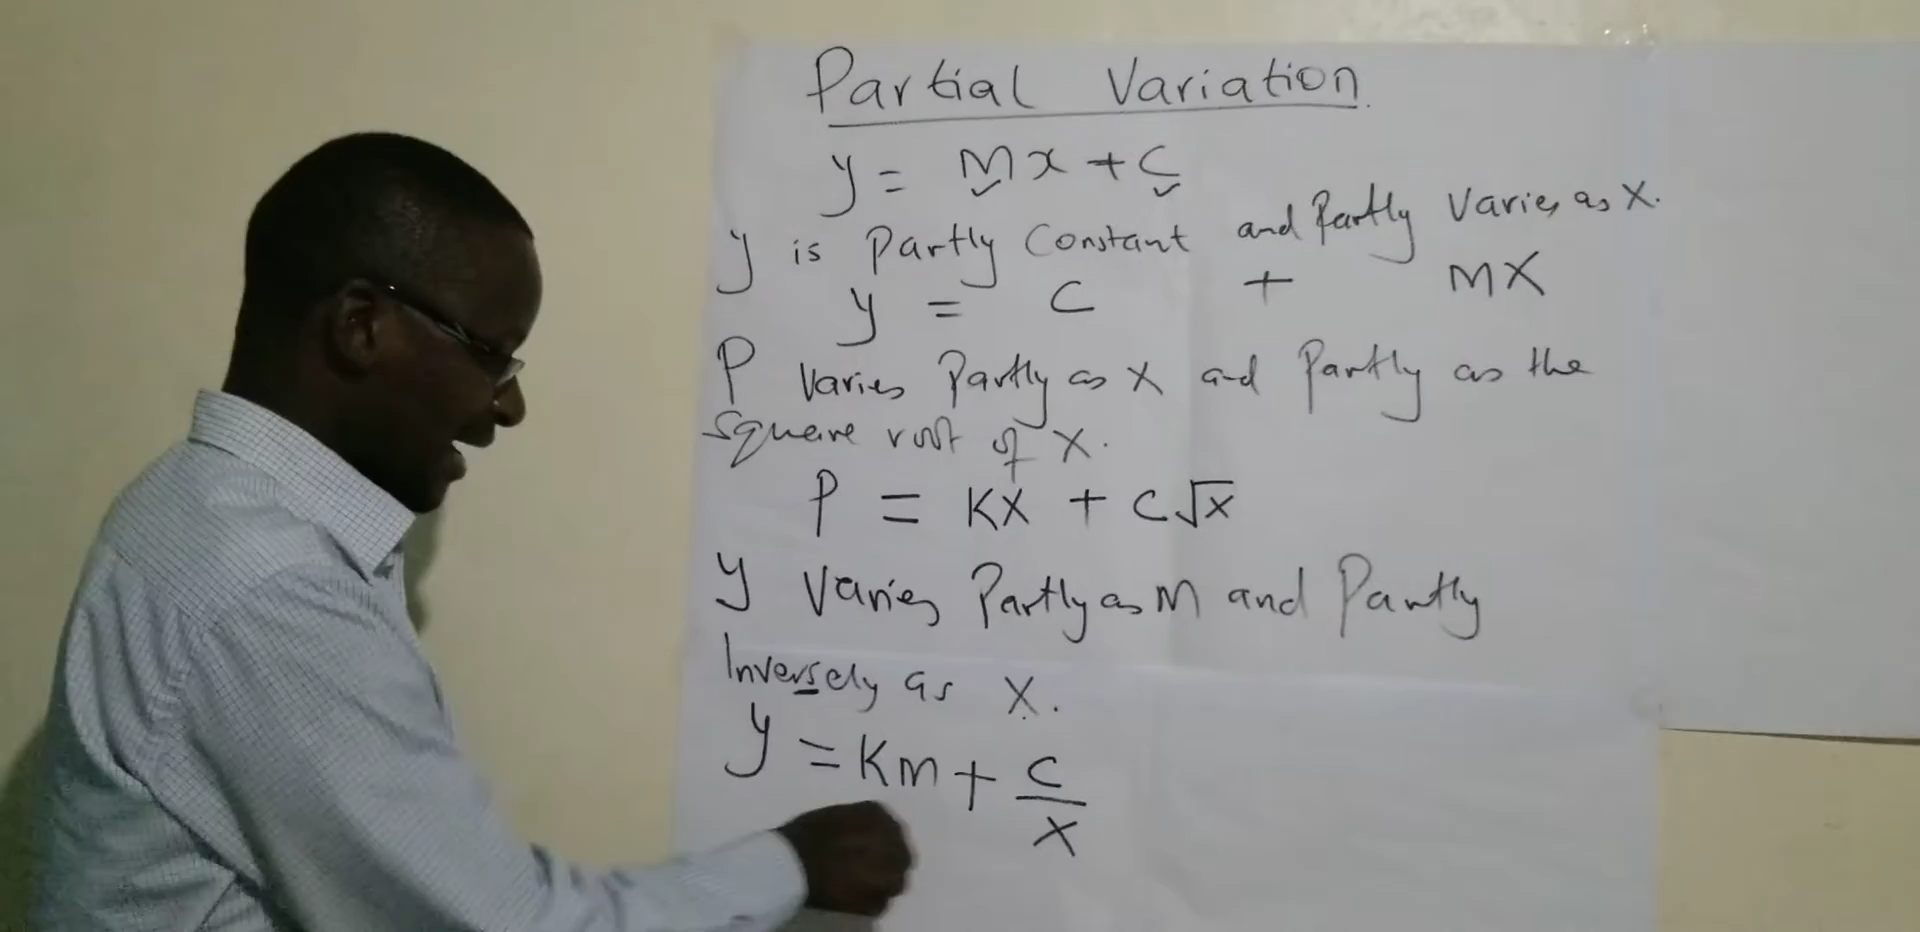 Partial Variation.
y = Mx + C
y is Partly Constant and Partly Varies as X.
y = C + MX
P Varies Partly as X and Partly as the
square root of X.
P = KX + C√X
Y Varies Partly as M and Partly
Inversely as X.
y = Km + C/X